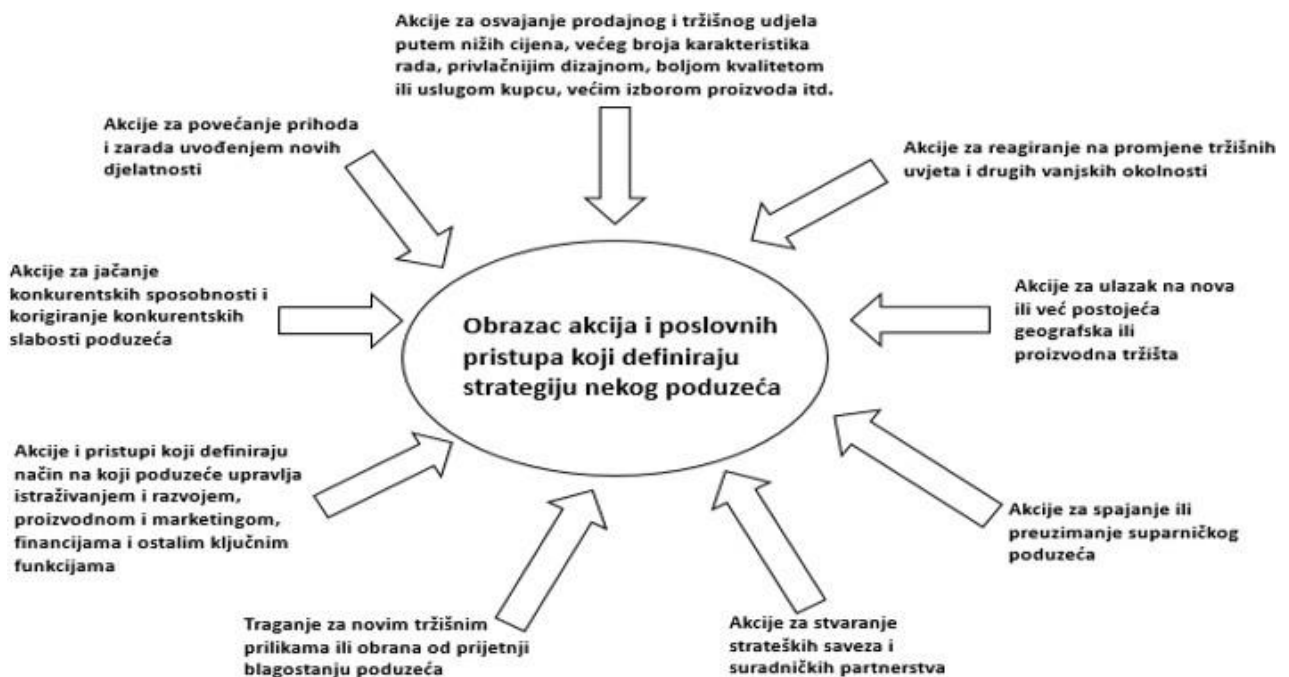 Akcije za osvajanje prodajnog i tržišnog udjela
putem nižih cijena, većeg broja karakteristika
rada, privlačnijim dizajnom, boljom kvalitetom
ili uslugom kupcu, većim izborom proizvoda itd.
Akcije za povećanje prihoda
i zarada uvođenjem novih
djelatnosti
Akcije za reagiranje na promjene tržišnih
uvjeta i drugih vanjskih okolnosti
Akcije za jačanje
konkurentskih sposobnosti i
korigiranje konkurentskih
slabosti poduzeća
Akcije za ulazak na nova
ili već postojeća
geografska ili
proizvodna tržišta
Obrazac akcija i poslovnih
pristupa koji definiraju
strategiju nekog poduzeća
Akcije i pristupi koji definiraju
način na koji poduzeće upravlja
istraživanjem i razvojem,
proizvodnom i marketingom,
financijama i ostalim ključnim
funkcijama
Akcije za spajanje ili
preuzimanje suparničkog
poduzeća
Traganje za novim tržišnim
prilikama ili obrana od prijetnji
blagostanju poduzeća
Akcije za stvaranje
strateških saveza i
suradničkih partnerstva